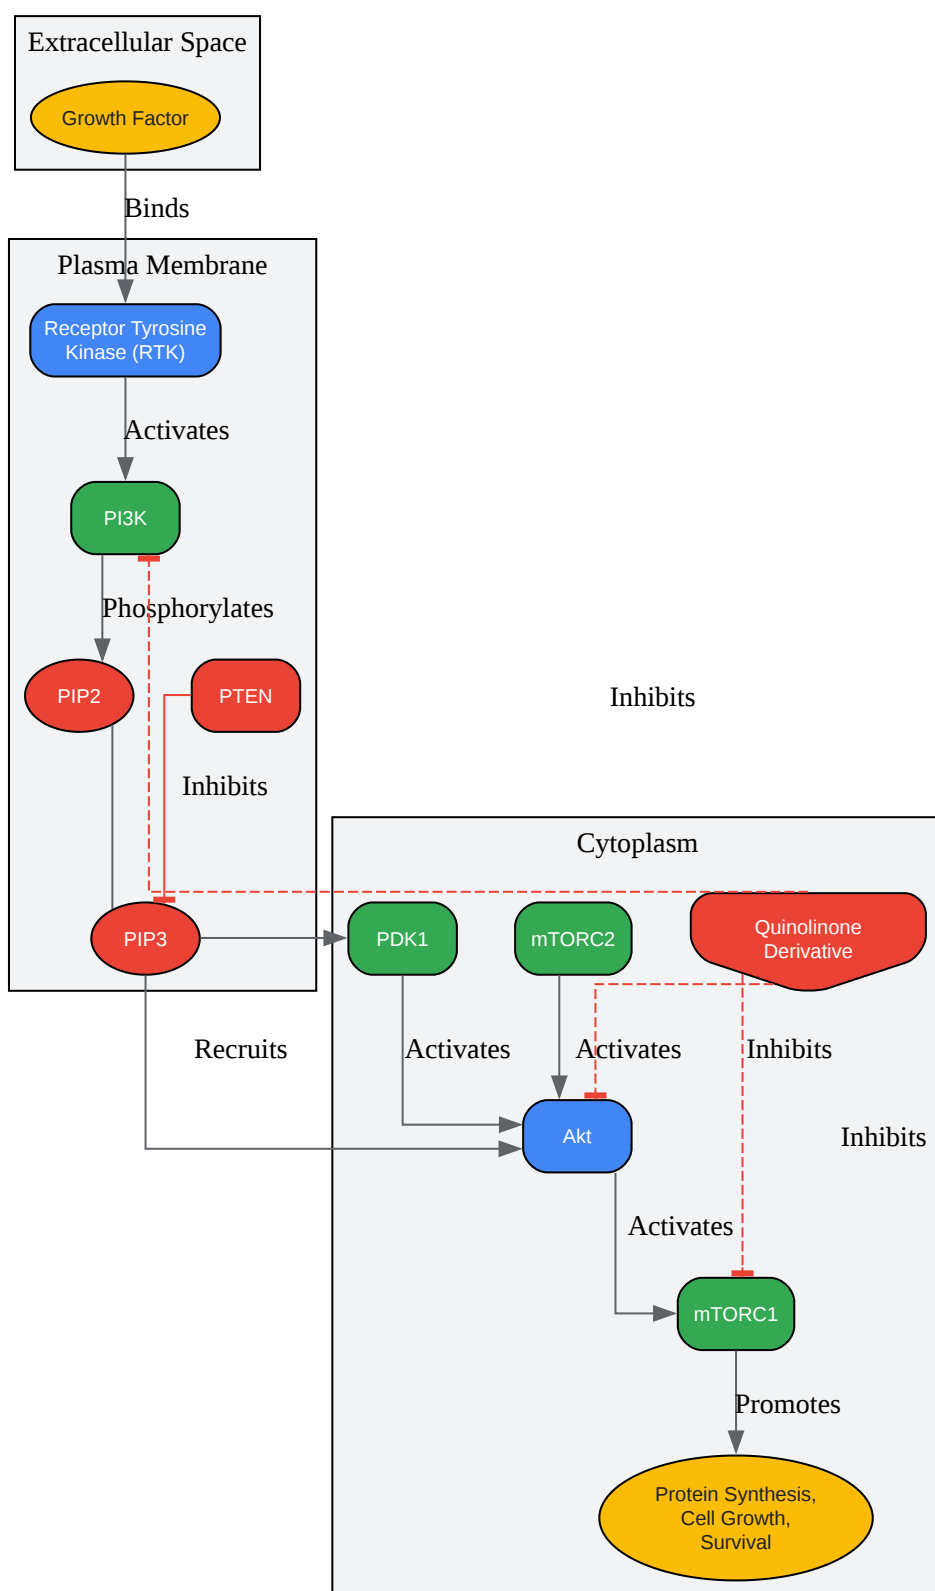 Extracellular Space
Growth Factor
Binds
Plasma Membrane
Receptor Tyrosine
Kinase (RTK)
Activates
PI3K
Phosphorylates
PIP2
PTEN
Inhibits
Inhibits
Cytoplasm
PIP3
PDK1
mTORC2
Quinolinone
Derivative
Recruits
Activates
Activates
Inhibits
Akt
Inhibits
Activates
mTORC1
Promotes
Protein Synthesis,
Cell Growth,
Survival